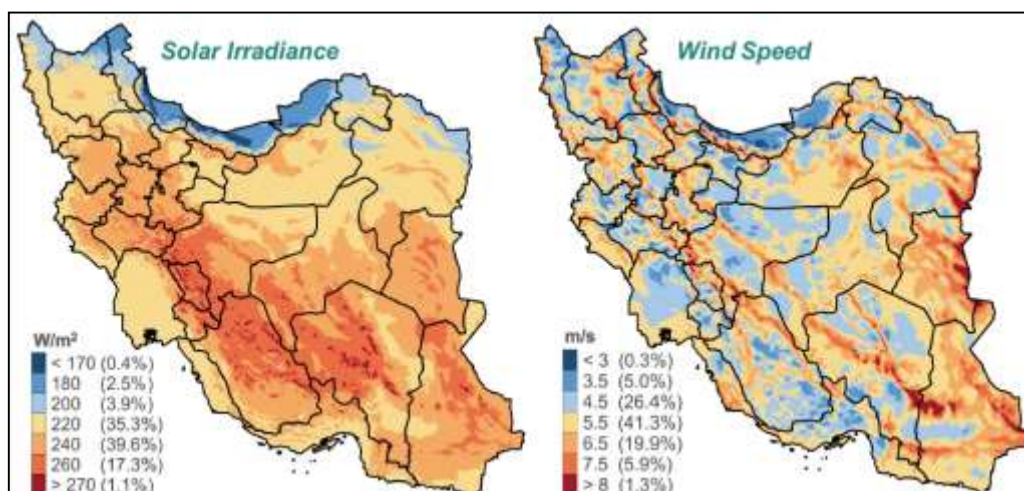 Solar Irradiance
W/m²
< 170 (0.4%)
180 (2.5%)
200 (3.9%)
220 (35.3%)
240 (39.6%)
260 (17.3%)
> 270 (1.1%)
Wind Speed
m/s
< 3 (0.3%)
3.5 (5.0%)
4.5 (26.4%)
5.5 (41.3%)
6.5 (19.9%)
7.5 (5.9%)
> 8 (1.3%)